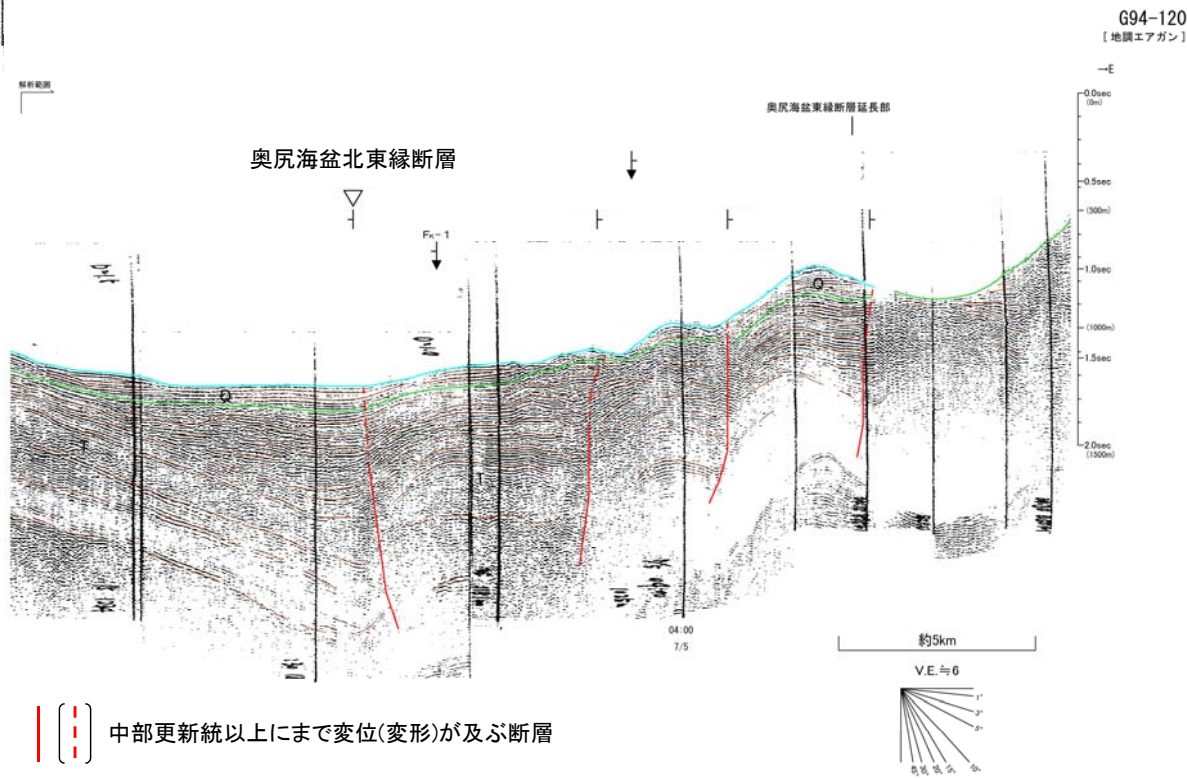 G94-120
[ 地調エアガン ]
→E
解析範囲
0.0sec
(0m)
奥尻海盆東縁断層延長部
奥尻海盆北東縁断層
0.5sec
(500m)
FK-1
1.0sec
Q
(1000m)
1.5sec
Q
T
2.0sec
(1500m)
T
04:00
7/5
約5km
V.E.≒6
1°
3°
5°
10°
中部更新統以上にまで変位(変形)が及ぶ断層